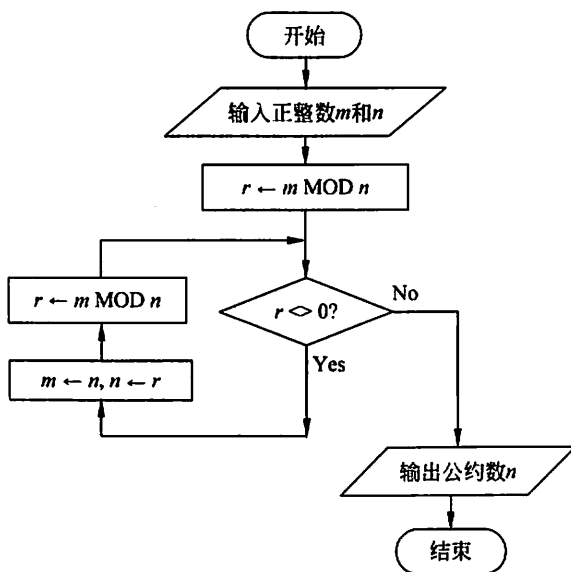 开始
输入正整数m和n
r ← m MOD n
r ← m MOD n
r <> 0?
No
Yes
m ← n, n ← r
输出公约数n
结束